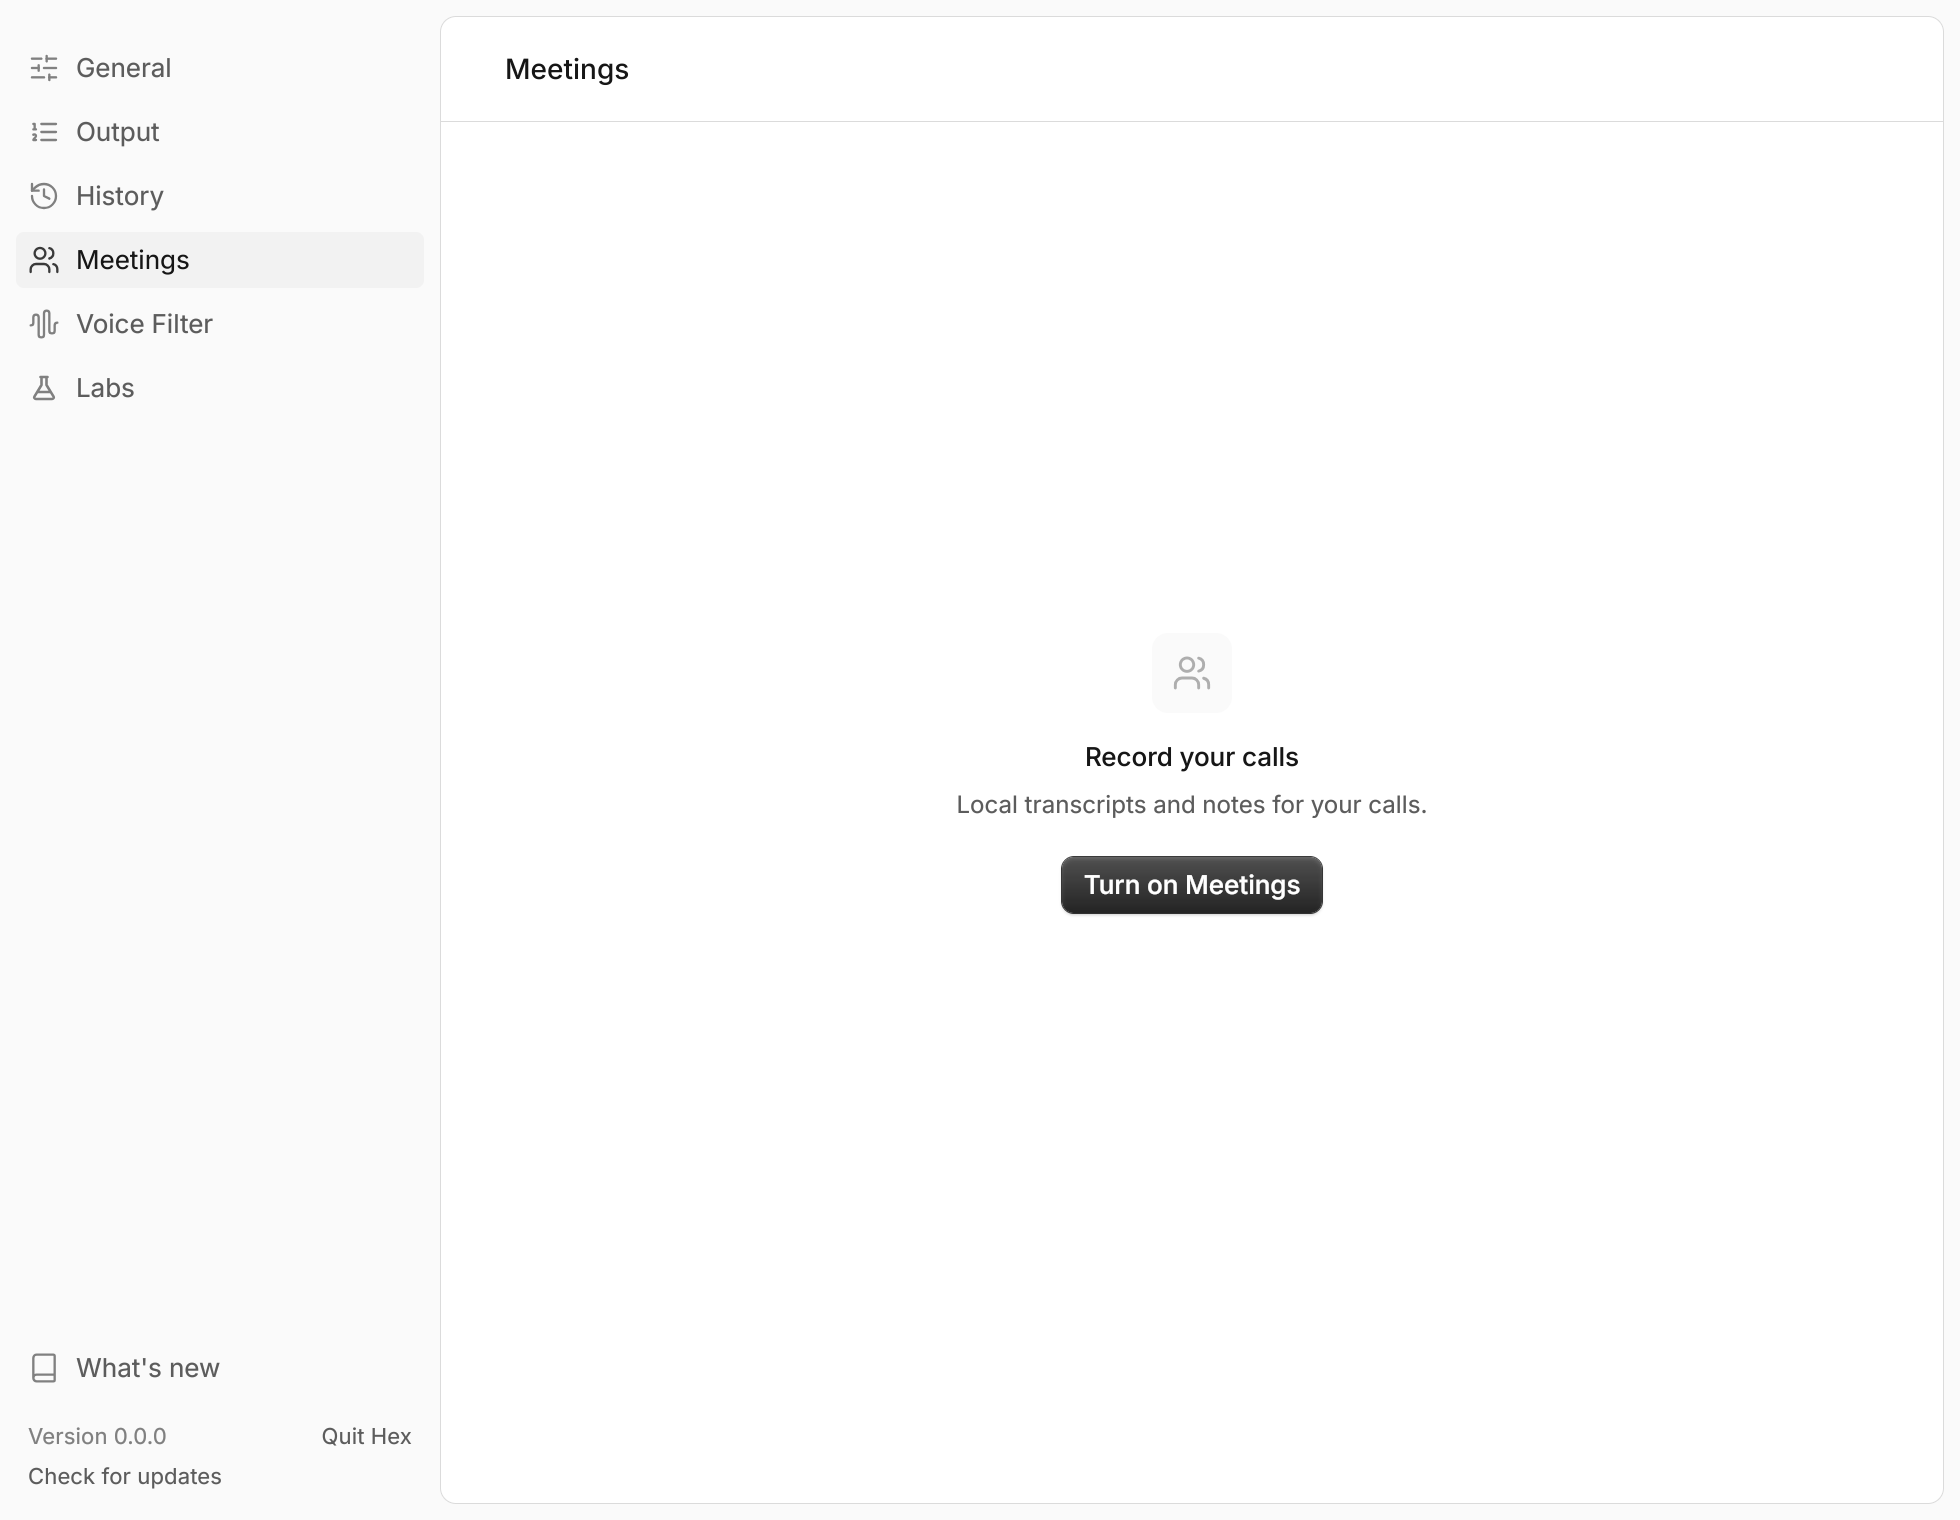 General
Output
History
Meetings
Voice Filter
Labs
What's new
Version 0.0.0
Quit Hex
Check for updates
Meetings
Record your calls
Local transcripts and notes for your calls.
Turn on Meetings